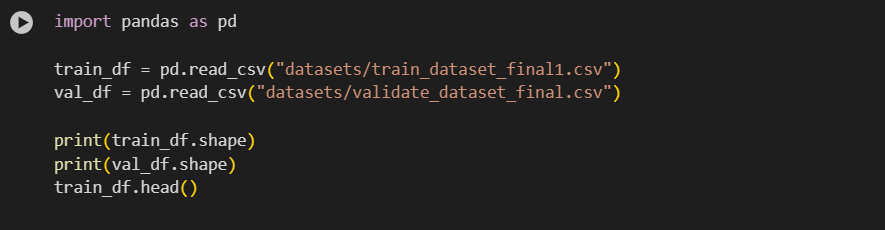 import pandas as pd
train_df = pd.read_csv("datasets/train_dataset_final1.csv")
val_df = pd.read_csv("datasets/validate_dataset_final.csv")
print(train_df.shape)
print(val_df.shape)
train_df.head()